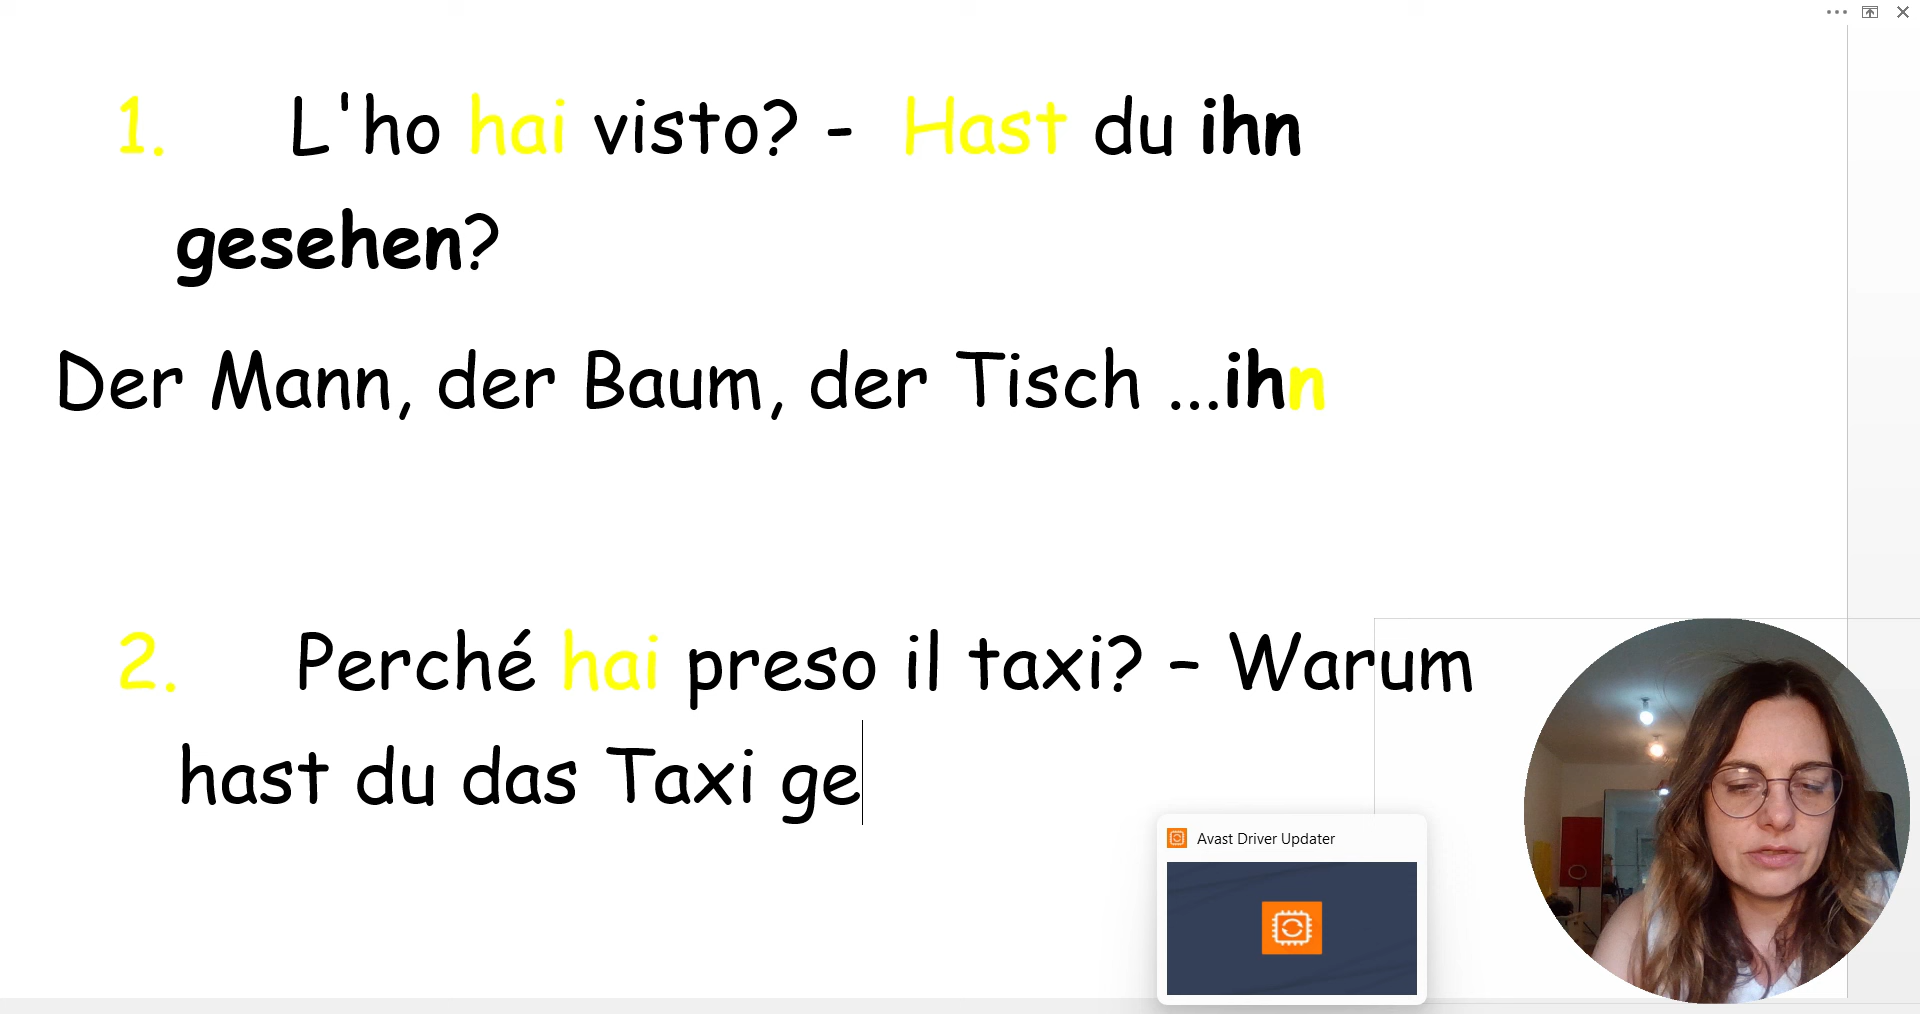 1. L'ho hai visto? - Hast du ihn
gesehen?
Der Mann, der Baum, der Tisch ...ihn
2. Perché hai preso il taxi? – Warum
hast du das Taxi ge
Avast Driver Updater